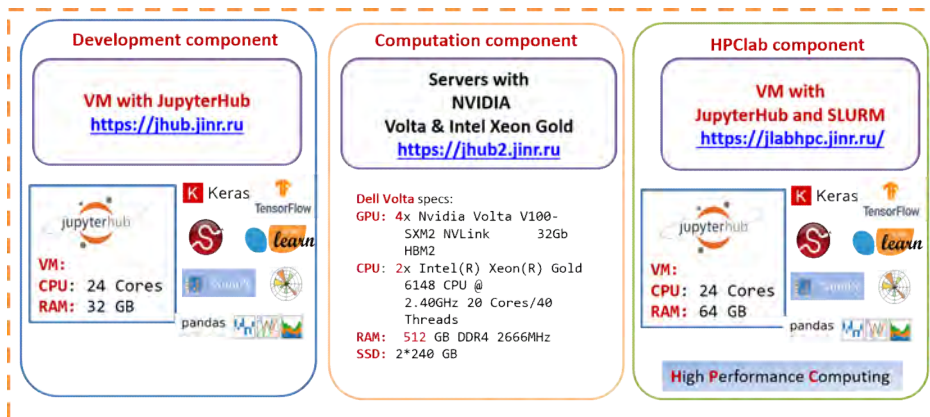 Development component
VM with JupyterHub
https://jhub.jinr.ru
jupyterhub
VM:
CPU: 24 Cores
RAM: 32 GB
K Keras
TensorFlow
learn
pandas
Computation component
Servers with
NVIDIA
Volta & Intel Xeon Gold
https://jhub2.jinr.ru
Dell Volta specs:
GPU: 4x Nvidia Volta V100-
SXM2 NVLink 32Gb
HBM2
CPU: 2x Intel(R) Xeon(R) Gold
6148 CPU @
2.40GHz 20 Cores/40
Threads
RAM: 512 GB DDR4 2666MHz
SSD: 2*240 GB
HPClab component
VM with
JupyterHub and SLURM
https://jlabhpc.jinr.ru/
jupyterhub
VM:
CPU: 24 Cores
RAM: 64 GB
K Keras
TensorFlow
learn
pandas
High Performance Computing